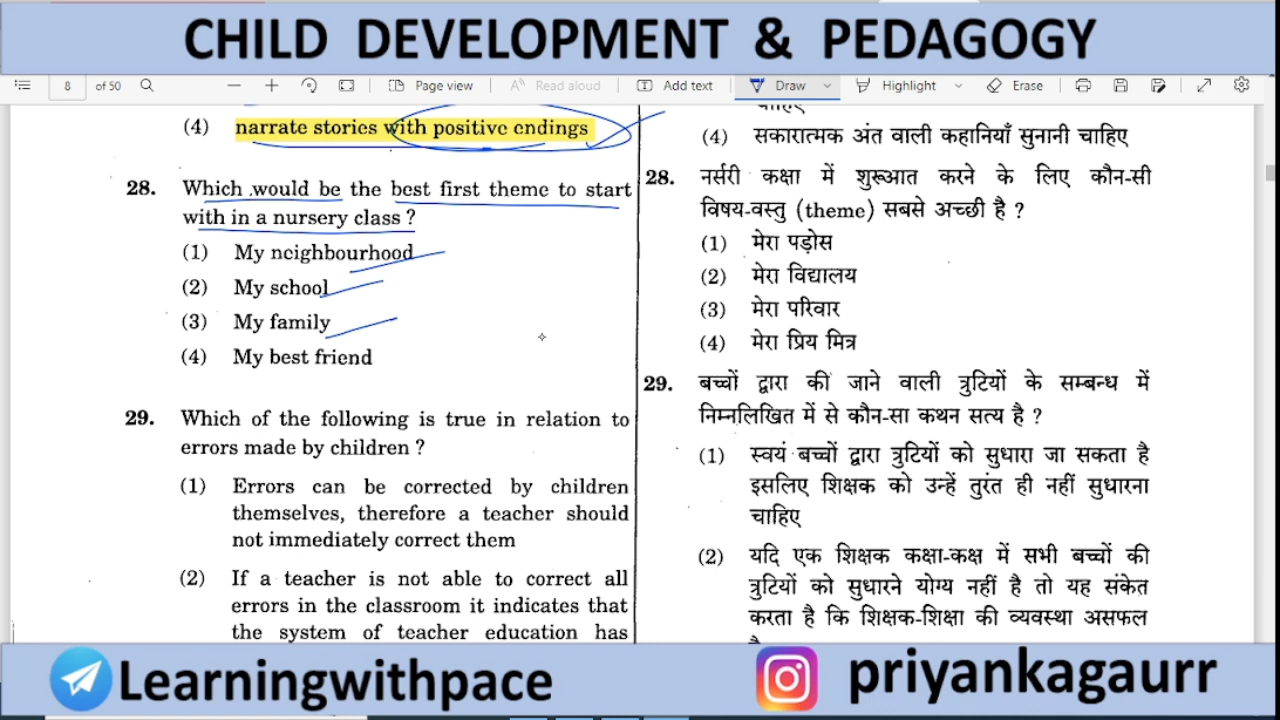 CHILD DEVELOPMENT & PEDAGOGY
8 of 50 Page view Read aloud Add text Draw Highlight Erase
(4) narrate stories with positive endings
28. Which would be the best first theme to start
with in a nursery class ?
(1) My neighbourhood
(2) My school
(3) My family
(4) My best friend
29. Which of the following is true in relation to
errors made by children ?
(1) Errors can be corrected by children
themselves, therefore a teacher should
not immediately correct them
(2) If a teacher is not able to correct all
errors in the classroom it indicates that
the system of teacher education has
चाहिए
(4) सकारात्मक अंत वाली कहानियाँ सुनानी चाहिए
28. नर्सरी कक्षा में शुरूआत करने के लिए कौन-सी
विषय-वस्तु (theme) सबसे अच्छी है ?
(1) मेरा पड़ोस
(2) मेरा विद्यालय
(3) मेरा परिवार
(4) मेरा प्रिय मित्र
29. बच्चों द्वारा की जाने वाली त्रुटियों के सम्बन्ध में
निम्नलिखित में से कौन-सा कथन सत्य है ?
(1) स्वयं बच्चों द्वारा त्रुटियों को सुधारा जा सकता है
इसलिए शिक्षक को उन्हें तुरंत ही नहीं सुधारना
चाहिए
(2) यदि एक शिक्षक कक्षा-कक्ष में सभी बच्चों की
त्रुटियों को सुधारने योग्य नहीं है तो यह संकेत
करता है कि शिक्षक-शिक्षा की व्यवस्था असफल
Learningwithpace
priyankagaurr